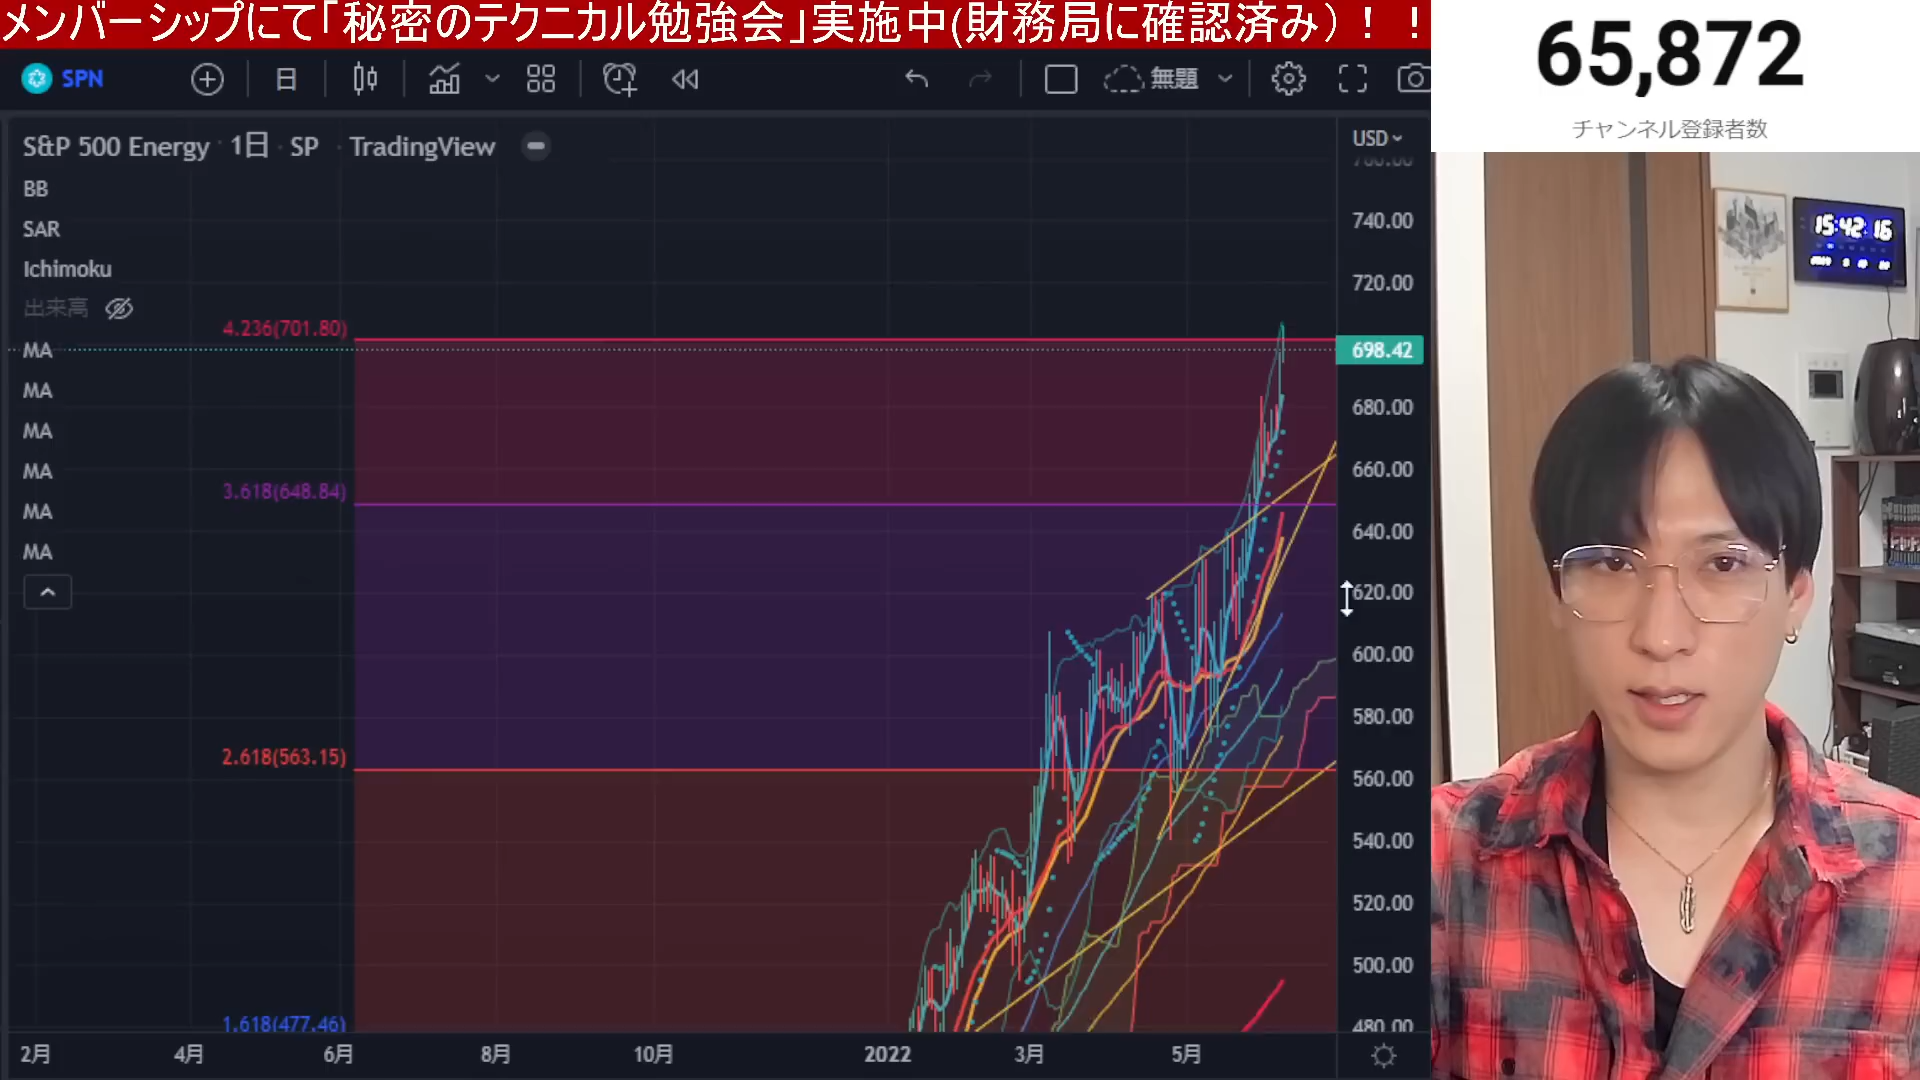 メンバーシップにて「秘密のテクニカル勉強会」実施中(財務局に確認済み）！！
65,872
チャンネル登録者数
SPN
日
無題
S&P 500 Energy · 1日 · SP · TradingView
USD
BB
SAR
Ichimoku
出来高
MA
MA
MA
MA
MA
MA
4.236(701.80)
3.618(648.84)
2.618(563.15)
1.618(477.46)
760.00
740.00
720.00
698.42
680.00
660.00
640.00
620.00
600.00
580.00
560.00
540.00
520.00
500.00
480.00
2月
4月
6月
8月
10月
2022
3月
5月
15:42 16